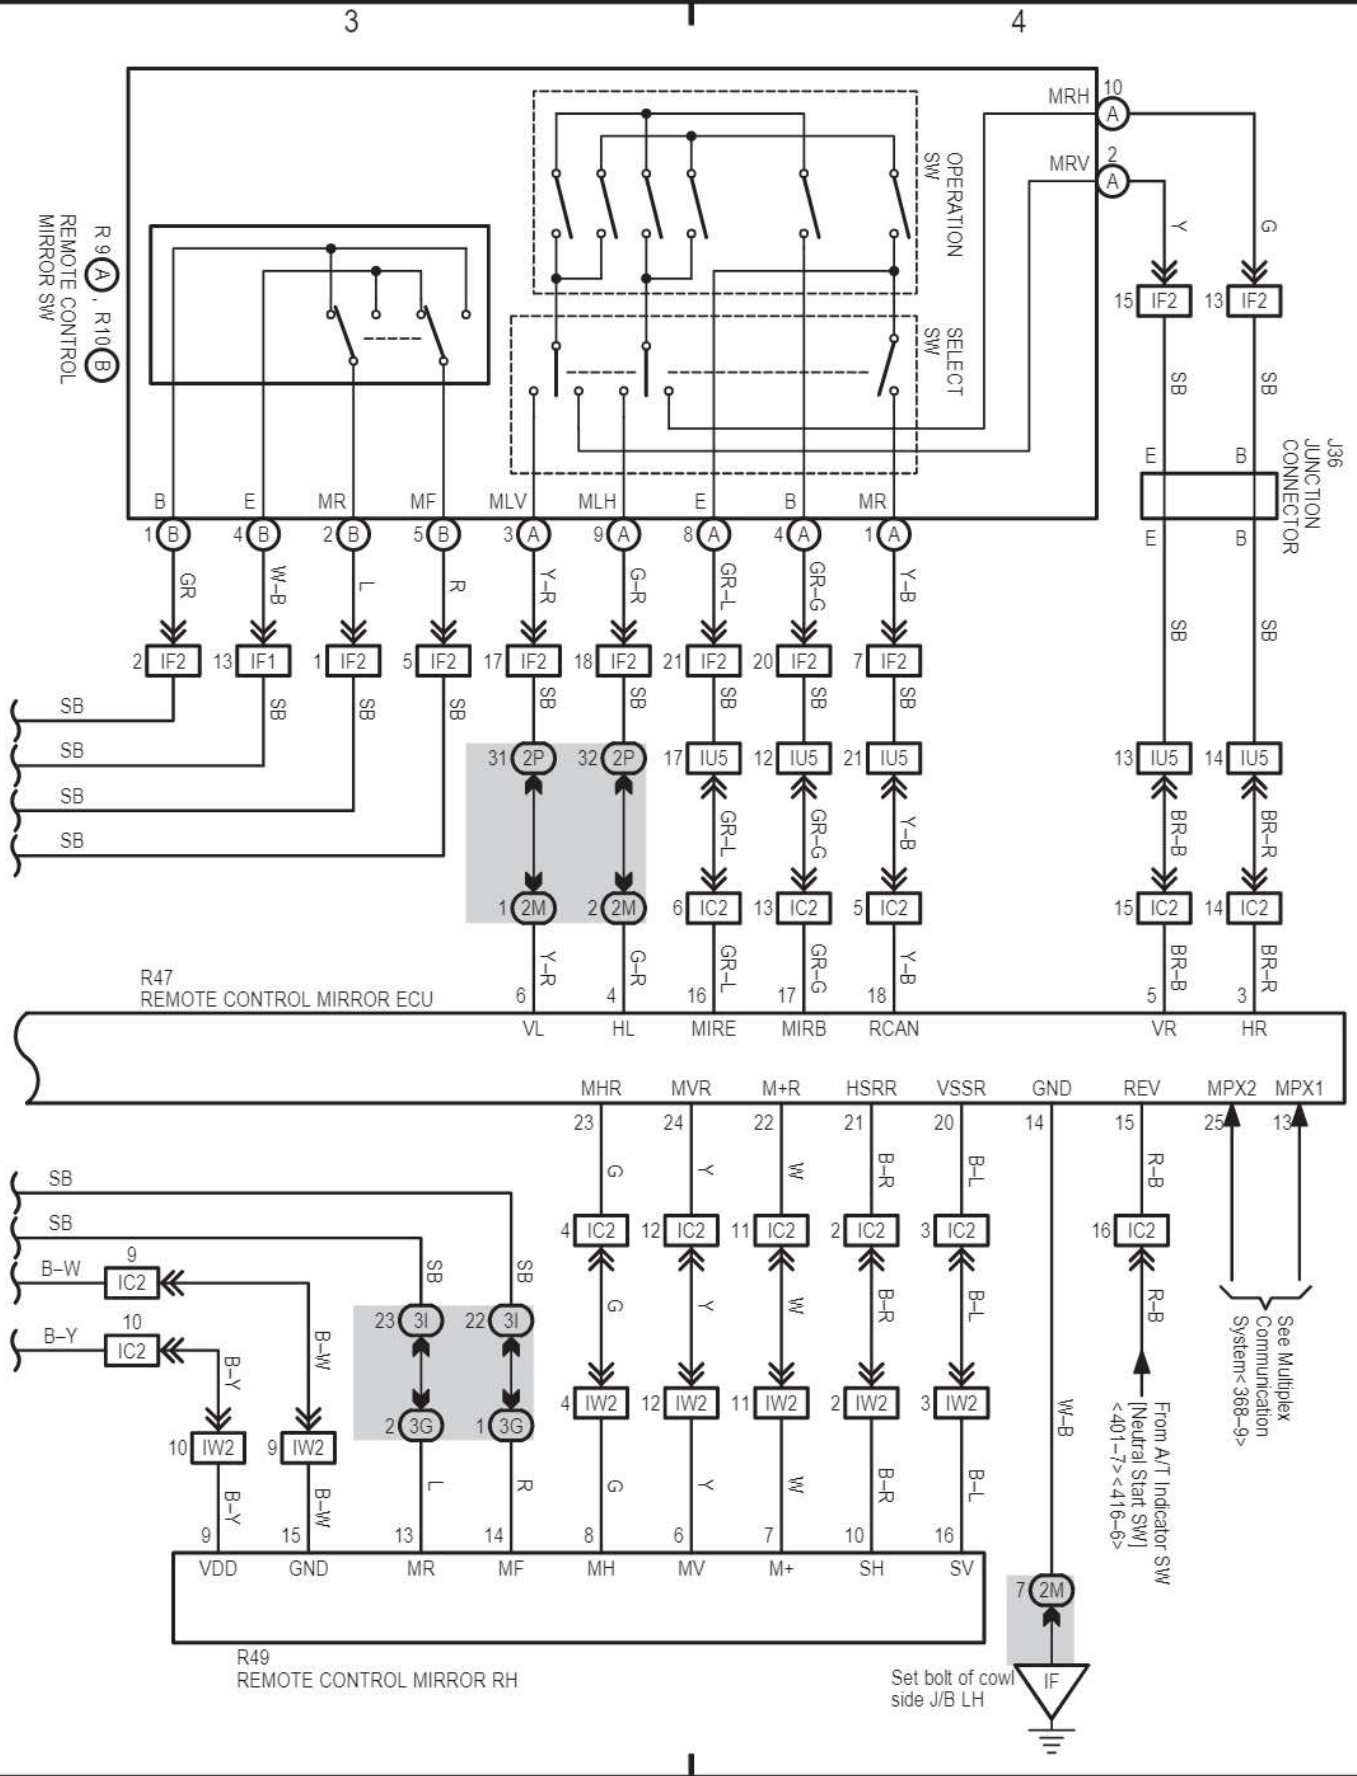 3 4
MRH 10
A
MRV 2
A
OPERATION
SW
SELECT
SW
R 9 A , R10 B
REMOTE CONTROL
MIRROR SW
Y G
15 IF2 13 IF2
SB SB
J36
JUNCTION
CONNECTOR
E B
E B
B E MR MF MLV MLH E B MR
1 B 4 B 2 B 5 B 3 A 9 A 8 A 4 A 1 A
GR W–B L R Y–R G–R GR–L GR–G Y–B
SB SB
2 IF2 13 IF1 1 IF2 5 IF2 17 IF2 18 IF2 21 IF2 20 IF2 7 IF2
SB SB SB SB SB SB SB SB
SB
SB
SB
SB
31 2P 32 2P 17 IU5 12 IU5 21 IU5 13 IU5 14 IU5
GR–L GR–G Y–B BR–B BR–R
1 2M 2 2M 6 IC2 13 IC2 5 IC2 15 IC2 14 IC2
Y–R G–R GR–L GR–G Y–B BR–B BR–R
R47
REMOTE CONTROL MIRROR ECU
6 4 16 17 18 5 3
VL HL MIRE MIRB RCAN VR HR
MHR MVR M+R HSRR VSSR GND REV MPX2 MPX1
23 24 22 21 20 14 15 25 13
G Y W B–R B–L R–B
SB
SB
B–W 9
IC2
B–Y 10
IC2
4 IC2 12 IC2 11 IC2 2 IC2 3 IC2 16 IC2
SB SB
G Y W B–R B–L R–B
23 3I 22 3I
B–Y B–W
See Multiplex
Communication
System<368–9>
4 IW2 12 IW2 11 IW2 2 IW2 3 IW2
2 3G 1 3G
10 IW2 9 IW2
W–B
From A/T Indicator SW
[Neutral Start SW]
<401–7><416–6>
B–Y B–W L R G Y W B–R B–L
9 15 13 14 8 6 7 10 16
VDD GND MR MF MH MV M+ SH SV
7 2M
R49
REMOTE CONTROL MIRROR RH
Set bolt of cowl
side J/B LH
IF